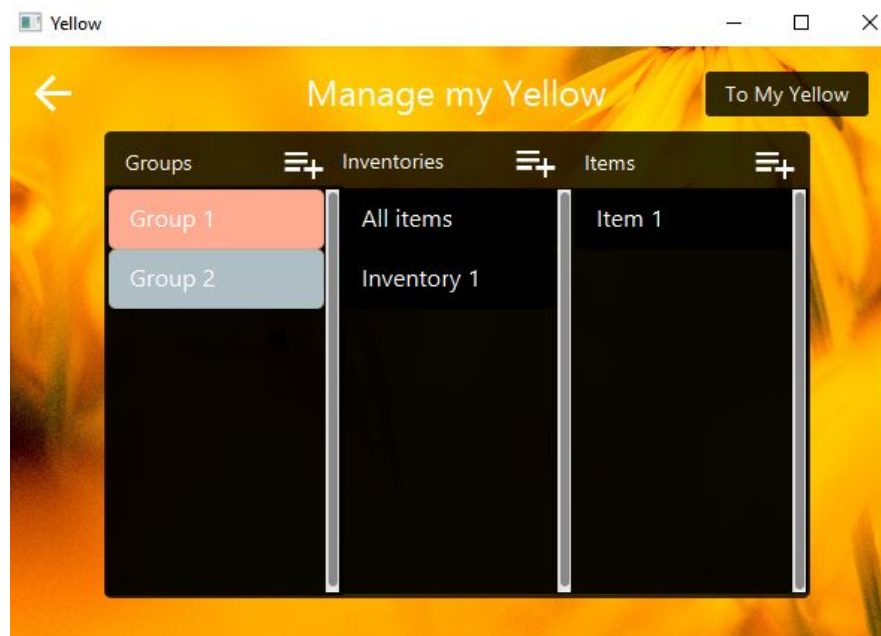 Yellow
Manage my Yellow
To My Yellow
Groups
Inventories
Items
Group 1
All items
Item 1
Group 2
Inventory 1